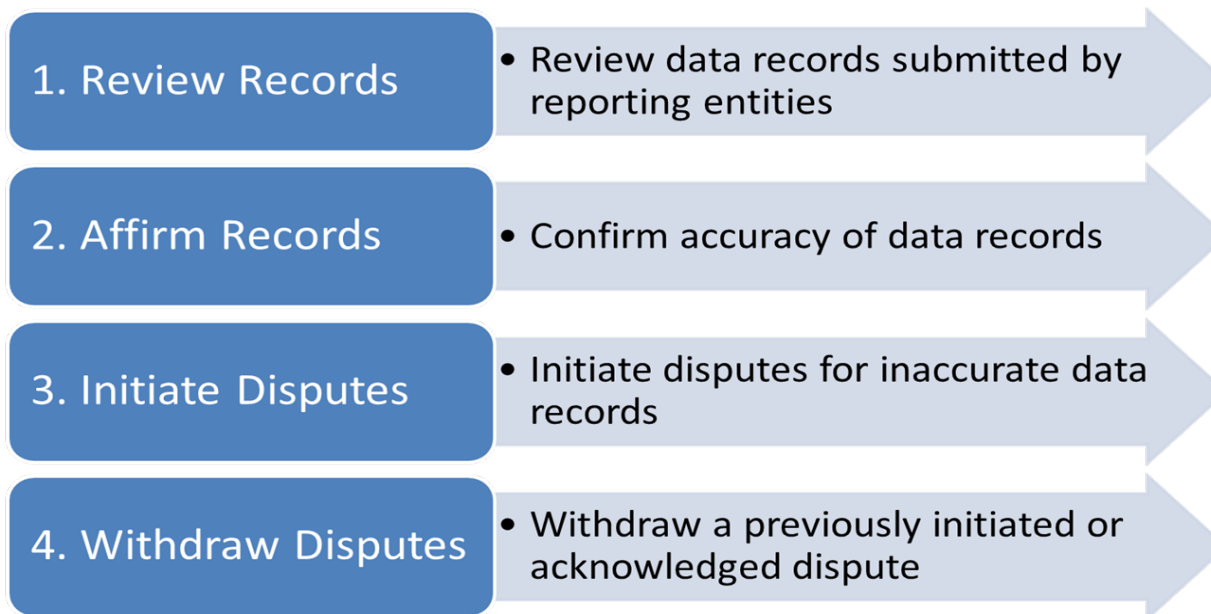 1. Review Records
• Review data records submitted by
reporting entities
2. Affirm Records
• Confirm accuracy of data records
3. Initiate Disputes
• Initiate disputes for inaccurate data
records
4. Withdraw Disputes
• Withdraw a previously initiated or
acknowledged dispute